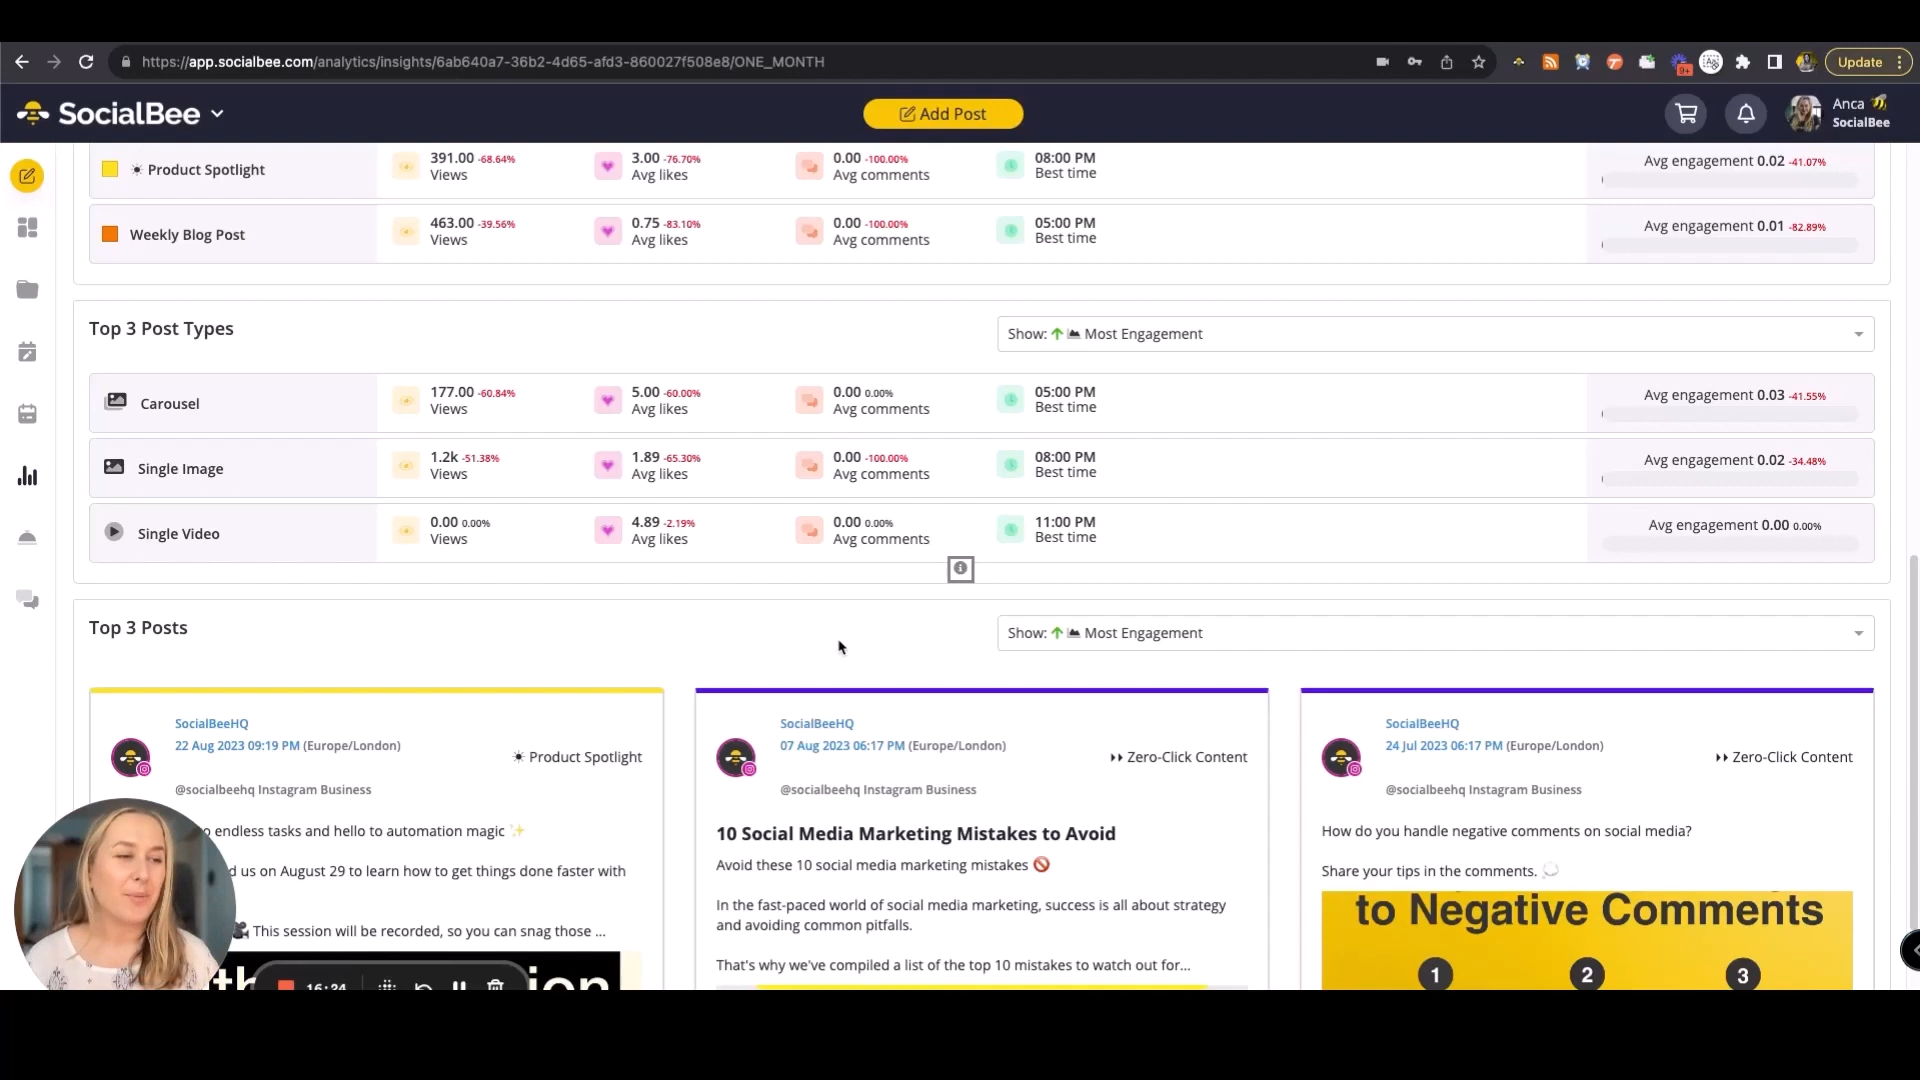 https://app.socialbee.com/analytics/insights/6ab640a7-36b2-4d65-afd3-860027f508e8/ONE_MONTH
9+
Update
SocialBee
Add Post
Anca
SocialBee
Product Spotlight
391.00 -68.64%
Views
3.00 -76.70%
Avg likes
0.00 -100.00%
Avg comments
08:00 PM
Best time
Avg engagement 0.02 -41.07%
Weekly Blog Post
463.00 -39.56%
Views
0.75 -83.10%
Avg likes
0.00 -100.00%
Avg comments
05:00 PM
Best time
Avg engagement 0.01 -82.89%
Top 3 Post Types
Show: Most Engagement
Carousel
177.00 -60.84%
Views
5.00 -60.00%
Avg likes
0.00 0.00%
Avg comments
05:00 PM
Best time
Avg engagement 0.03 -41.55%
Single Image
1.2k -51.38%
Views
1.89 -65.30%
Avg likes
0.00 -100.00%
Avg comments
08:00 PM
Best time
Avg engagement 0.02 -34.48%
Single Video
0.00 0.00%
Views
4.89 -2.19%
Avg likes
0.00 0.00%
Avg comments
11:00 PM
Best time
Avg engagement 0.00 0.00%
Top 3 Posts
Show: Most Engagement
SocialBeeHQ
22 Aug 2023 09:19 PM (Europe/London)
Product Spotlight
@socialbeehq Instagram Business
endless tasks and hello to automation magic ✨
us on August 29 to learn how to get things done faster with
This session will be recorded, so you can snag those ...
16:24
SocialBeeHQ
07 Aug 2023 06:17 PM (Europe/London)
Zero-Click Content
@socialbeehq Instagram Business
10 Social Media Marketing Mistakes to Avoid
Avoid these 10 social media marketing mistakes 🚫
In the fast-paced world of social media marketing, success is all about strategy
and avoiding common pitfalls.
That's why we've compiled a list of the top 10 mistakes to watch out for...
SocialBeeHQ
24 Jul 2023 06:17 PM (Europe/London)
Zero-Click Content
@socialbeehq Instagram Business
How do you handle negative comments on social media?
Share your tips in the comments. 💭
to Negative Comments
1 2 3